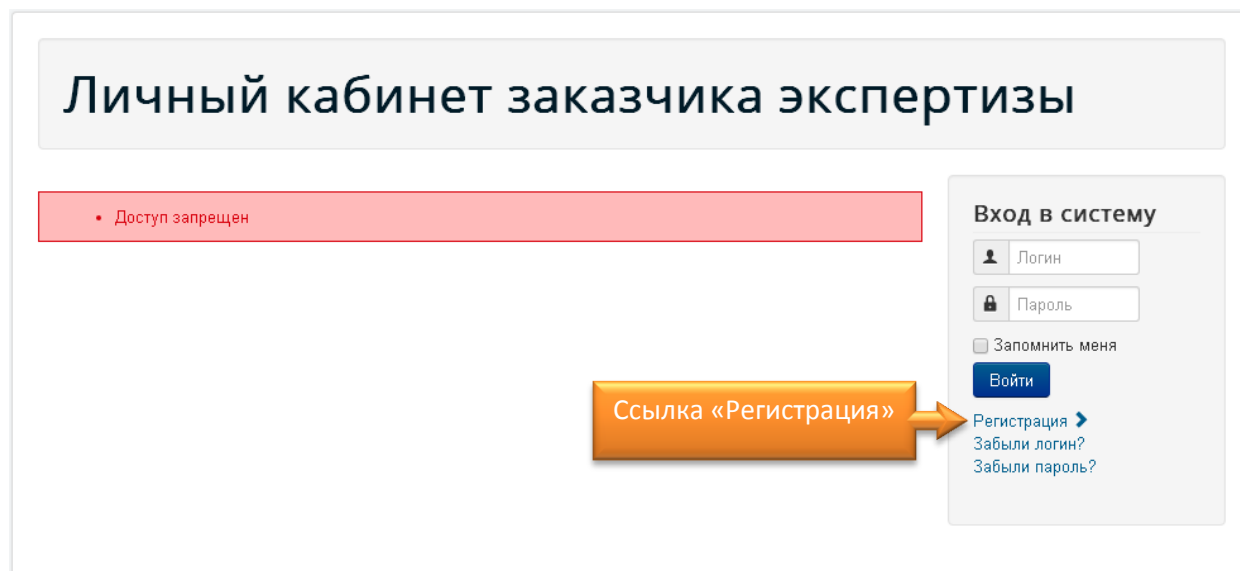 Личный кабинет заказчика экспертизы
Доступ запрещен
Вход в систему
Логин
Пароль
Запомнить меня
Войти
Ссылка «Регистрация»
Регистрация
Забыли логин?
Забыли пароль?